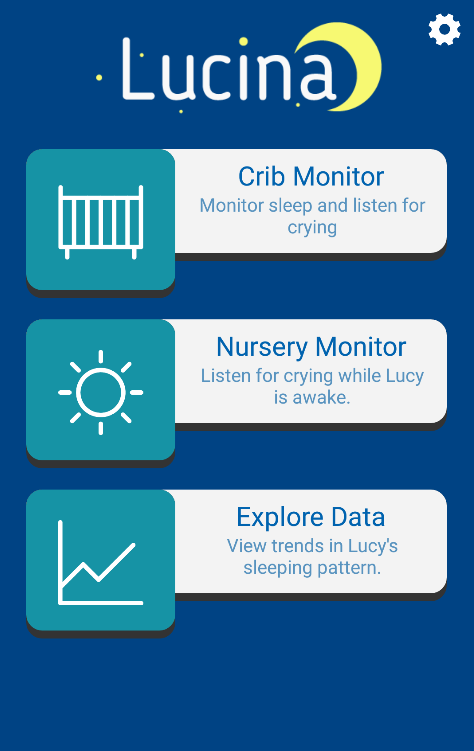 Lucina
Crib Monitor
Monitor sleep and listen for
crying
Nursery Monitor
Listen for crying while Lucy
is awake.
Explore Data
View trends in Lucy's
sleeping pattern.